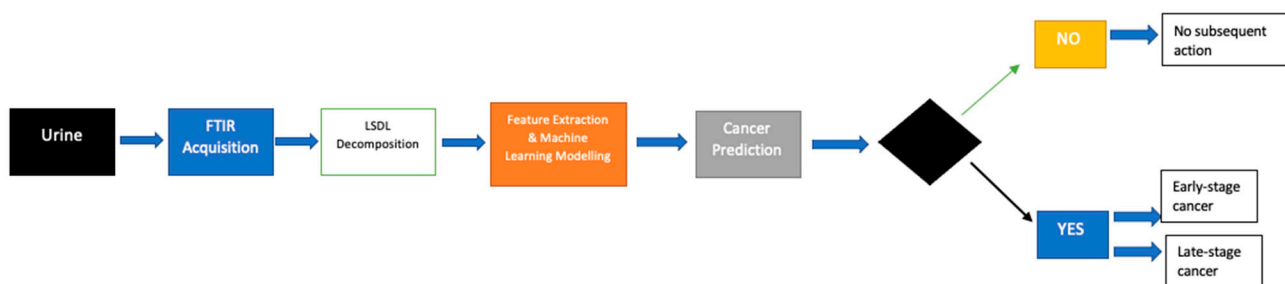 NO
No subsequent
action
Urine
FTIR
Acquisition
LSDL
Decomposition
Feature Extraction
& Machine
Learning Modelling
Cancer
Prediction
YES
Early-stage
cancer
Late-stage
cancer